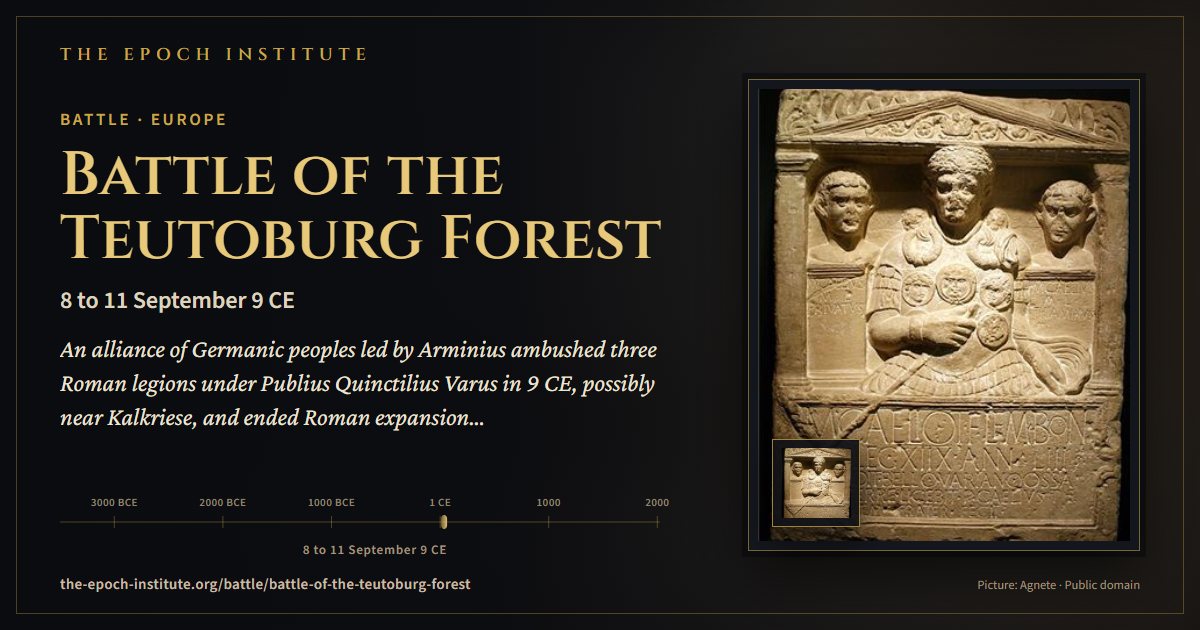 THE EPOCH INSTITUTE
BATTLE · EUROPE
BATTLE OF THE
TEUTOBURG FOREST
8 to 11 September 9 CE
An alliance of Germanic peoples led by Arminius ambushed three
Roman legions under Publius Quinctilius Varus in 9 CE, possibly
near Kalkriese, and ended Roman expansion...
3000 BCE 2000 BCE 1000 BCE 1 CE 1000 2000
8 to 11 September 9 CE
the-epoch-institute.org/battle/battle-of-the-teutoburg-forest
Picture: Agnete · Public domain